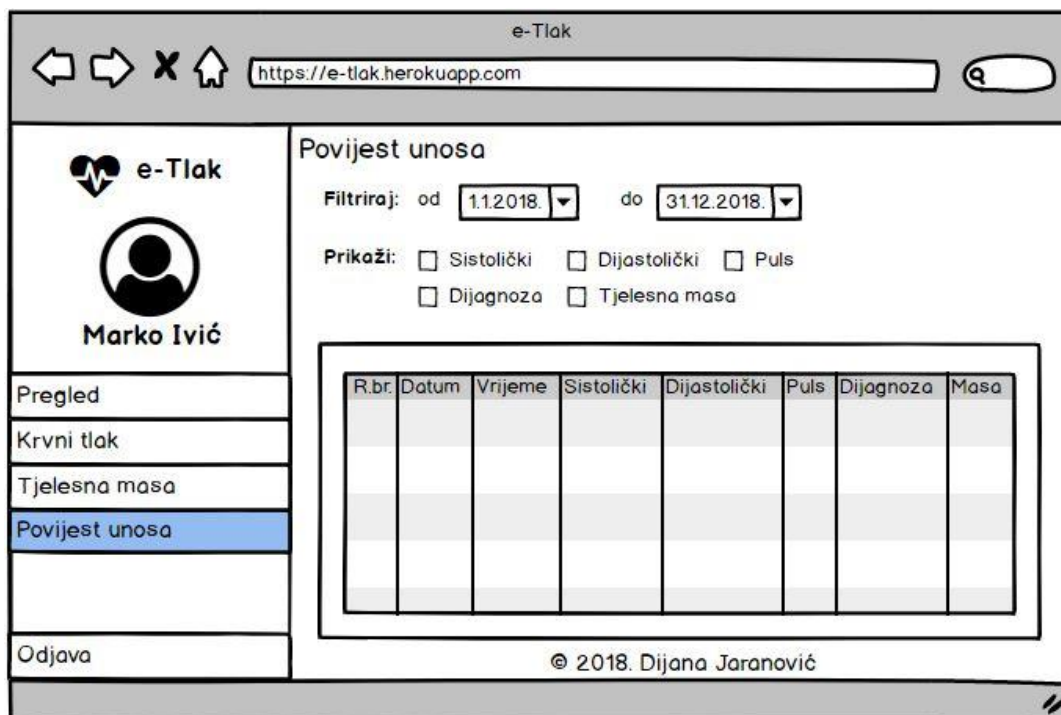 e-Tlak
https://e-tlak.herokuapp.com
e-Tlak
Marko Ivić
Pregled
Krvni tlak
Tjelesna masa
Povijest unosa
Odjava
Povijest unosa
Filtriraj: od 1.1.2018. do 31.12.2018.
Prikaži: Sistolički Dijastolički Puls
Dijagnoza Tjelesna masa
R.br. Datum Vrijeme Sistolički Dijastolički Puls Dijagnoza Masa
© 2018. Dijana Jaranović